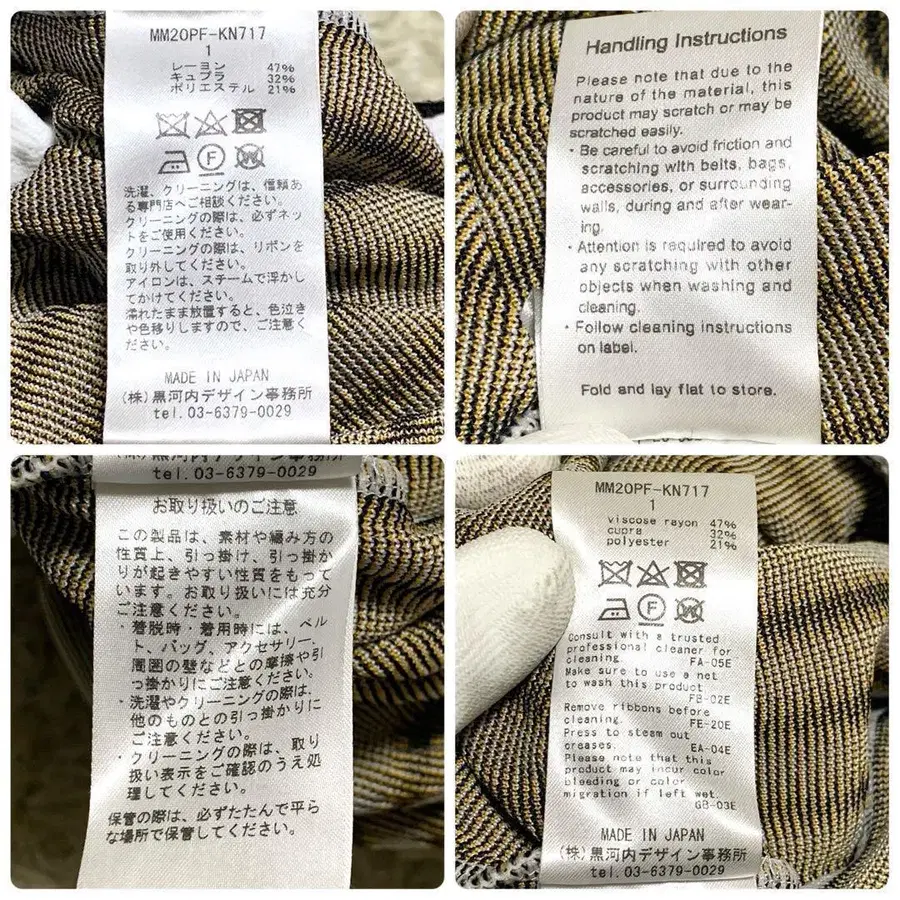 MM20PF-KN717
1
レーヨン 47%
キュプラ 32%
ポリエステル 21%
F
W
洗濯、クリーニングは、信頼あ
る専門店へご相談ください。
クリーニングの際は、必ずネッ
トをご使用ください。
クリーニングの際は、リボンを
取り外してください。
アイロンは、スチームで浮かし
てかけてください。
濡れたまま放置すると、色泣き
や色移りしますので、ご注意く
ださい。
MADE IN JAPAN
(株)黒河内デザイン事務所
tel.03-6379-0029
Handling Instructions
Please note that due to the
nature of the material, this
product may scratch or may be
scratched easily.
・Be careful to avoid friction and
scratching with belts, bags,
accessories, or surrounding
walls, during and after wear-
ing.
・Attention is required to avoid
any scratching with other
objects when washing and
cleaning.
・Follow cleaning instructions
on label.
Fold and lay flat to store.
(株)黒河内デザイン事務所
tel.03-6379-0029
お取り扱いのご注意
この製品は、素材や編み方の
性質上、引っ掛け、引っ掛か
りが起きやすい性質をもって
います。お取り扱いには充分
ご注意ください。
・着脱時・着用時には、ベル
ト、バッグ、アクセサリー、
周囲の壁などとの摩擦や引
っ掛かりにご注意ください。
・洗濯やクリーニングの際は、
他のものとの引っ掛かりに
ご注意ください。
・クリーニングの際は、取り
扱い表示をご確認のうえ処
理してください。
保管の際は、必ずたたんで平ら
な場所で保管してください。
MM20PF-KN717
1
viscose rayon 47%
cupra 32%
polyester 21%
F
W
Consult with a trusted
professional cleaner for
cleaning. FA-05E
Make sure to use a net
to wash this product
FB-02E
Remove ribbons before
cleaning. FE-20E
Press to steam out
creases. EA-04E
Please note that this
product may incur color
bleeding or color
migration if left wet.
GB-03E
MADE IN JAPAN
(株)黒河内デザイン事務所
tel.03-6379-0029